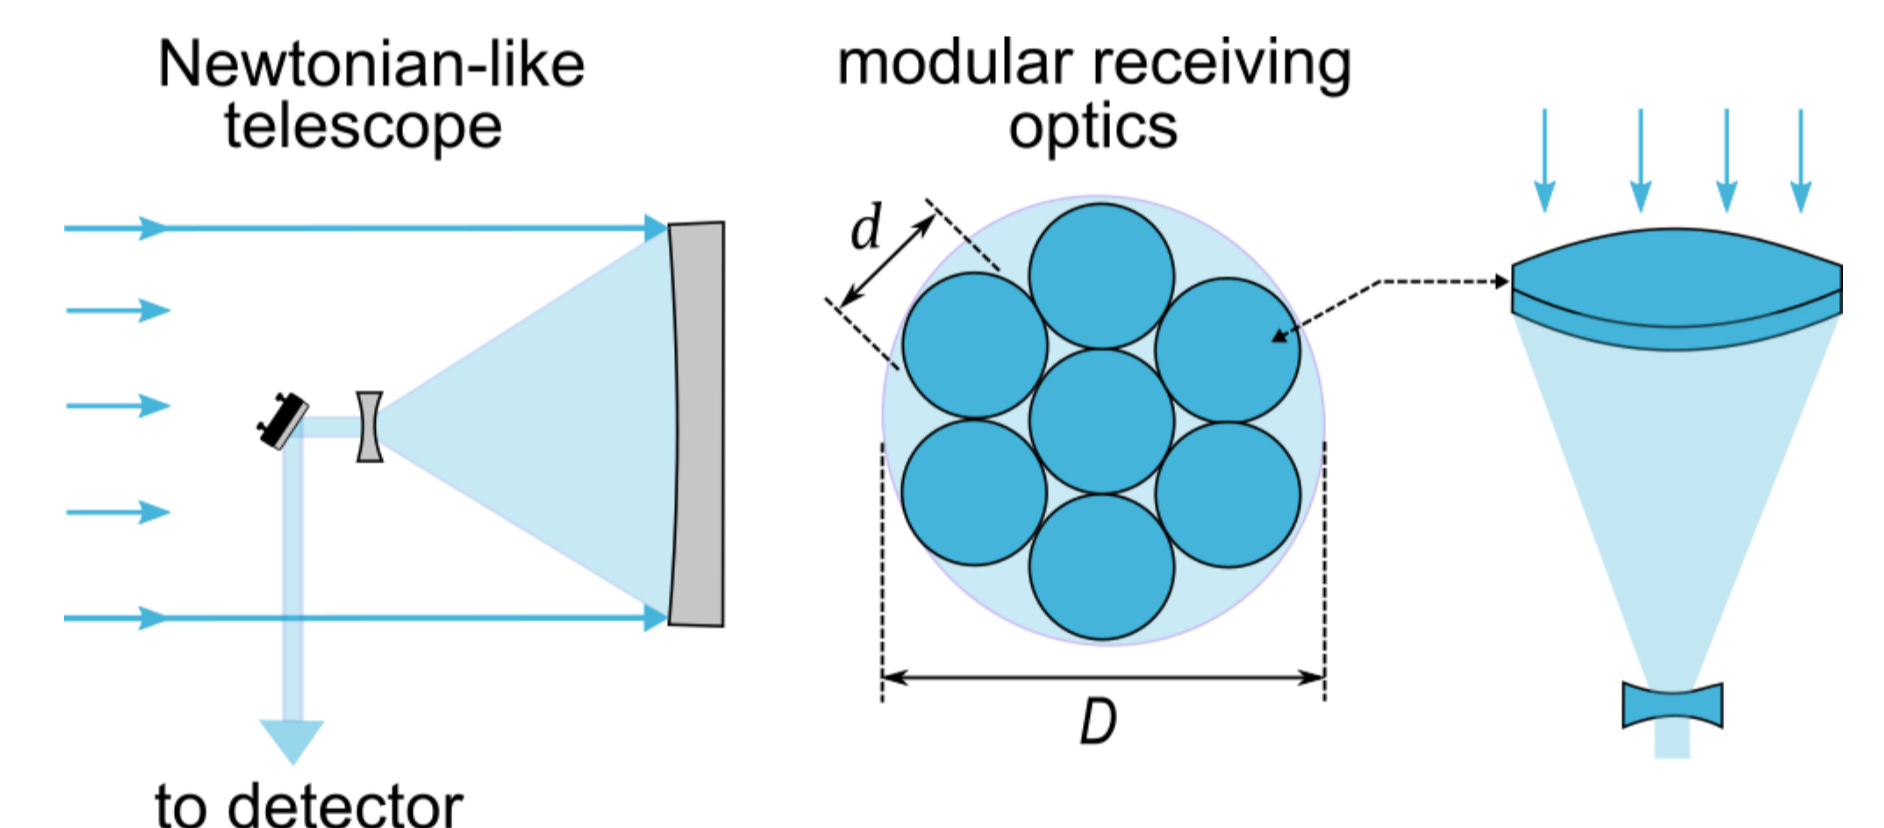 Newtonian-like
telescope
modular receiving
optics
d
D
to detector